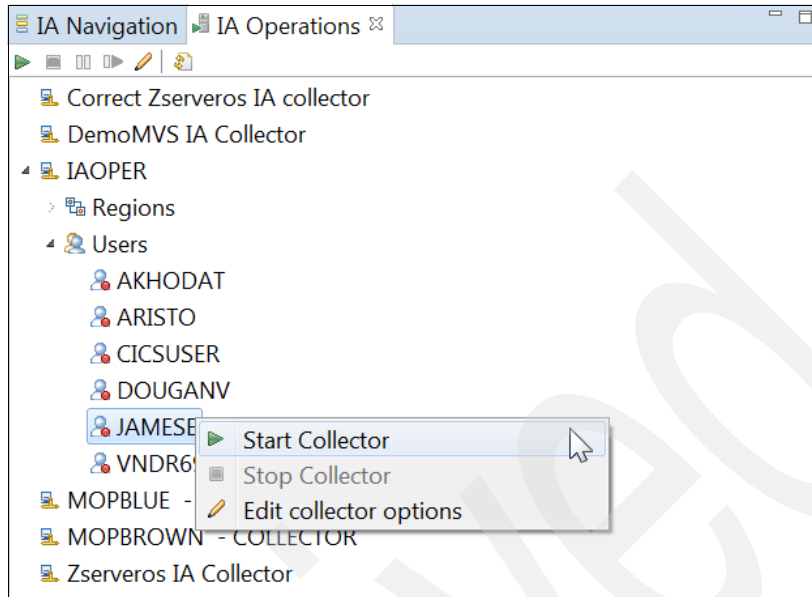 IA Navigation IA Operations
Correct Zserveros IA collector
DemoMVS IA Collector
IAOPER
Regions
Users
AKHODAT
ARISTO
CICSUSER
DOUGANV
JAMESE
Start Collector
VNDR6
Stop Collector
MOPBLUE -
Edit collector options
MOPBROWN - COLLECTOR
Zserveros IA Collector